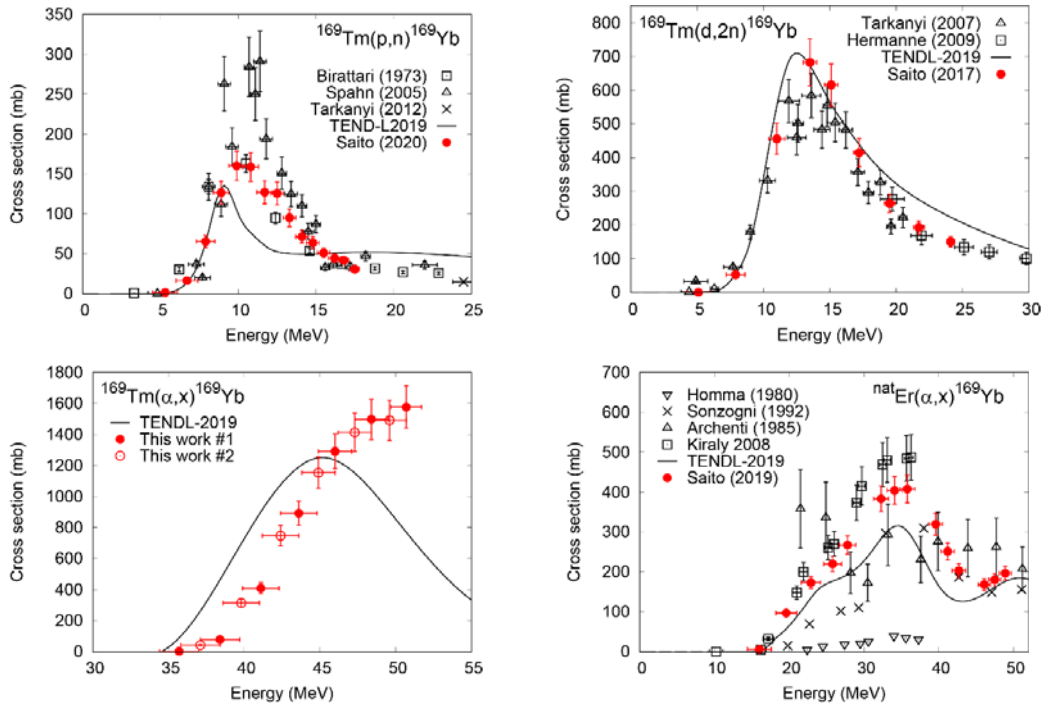 350
300
250
200
150
100
50
0
Cross section (mb)
¹⁶⁹Tm(p,n)¹⁶⁹Yb
Birattari (1973)
Spahn (2005)
Tarkanyi (2012)
TEND-L2019
Saito (2020)
0 5 10 15 20 25
Energy (MeV)
800
700
600
500
400
300
200
100
0
Cross section (mb)
¹⁶⁹Tm(d,2n)¹⁶⁹Yb
Tarkanyi (2007)
Hermanne (2009)
TENDL-2019
Saito (2017)
0 5 10 15 20 25 30
Energy (MeV)
1800
1600
1400
1200
1000
800
600
400
200
0
Cross section (mb)
¹⁶⁹Tm(α,x)¹⁶⁹Yb
TENDL-2019
This work #1
This work #2
30 35 40 45 50 55
Energy (MeV)
700
600
500
400
300
200
100
0
Cross section (mb)
ⁿᵃᵗEr(α,x)¹⁶⁹Yb
Homma (1980)
Sonzogni (1992)
Archenti (1985)
Kiraly 2008
TENDL-2019
Saito (2019)
0 10 20 30 40 50
Energy (MeV)